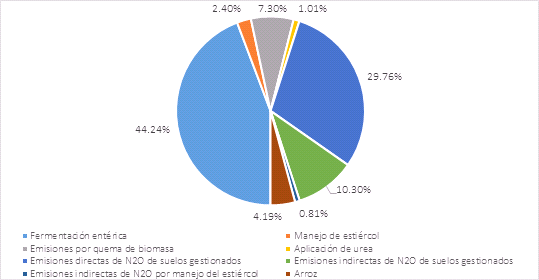 2.40%
7.30%
1.01%
29.76%
44.24%
10.30%
4.19%
0.81%
Fermentación entérica
Manejo de estiércol
Emisiones por quema de biomasa
Aplicación de urea
Emisiones directas de N2O de suelos gestionados
Emisiones indirectas de N2O de suelos gestionados
Emisiones indirectas de N2O por manejo del estiércol
Arroz